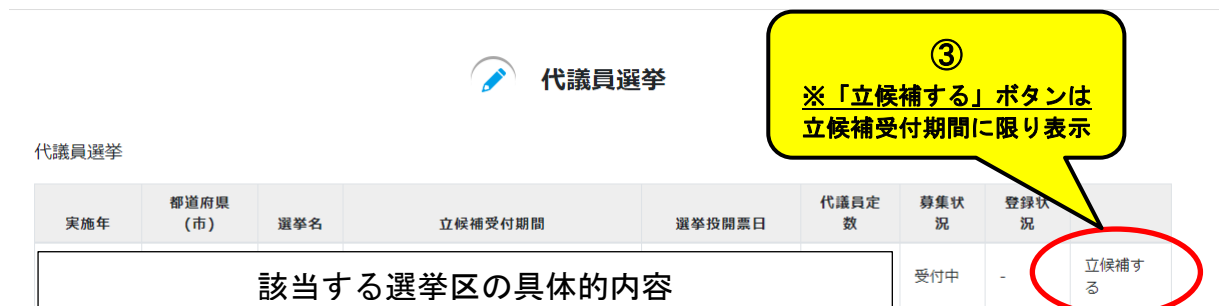 代議員選挙
③
※「立候補する」ボタンは
立候補受付期間に限り表示
代議員選挙
実施年 都道府県(市) 選挙名 立候補受付期間 選挙投開票日 代議員定数 募集状況 登録状況
該当する選挙区の具体的内容 受付中 - 立候補する